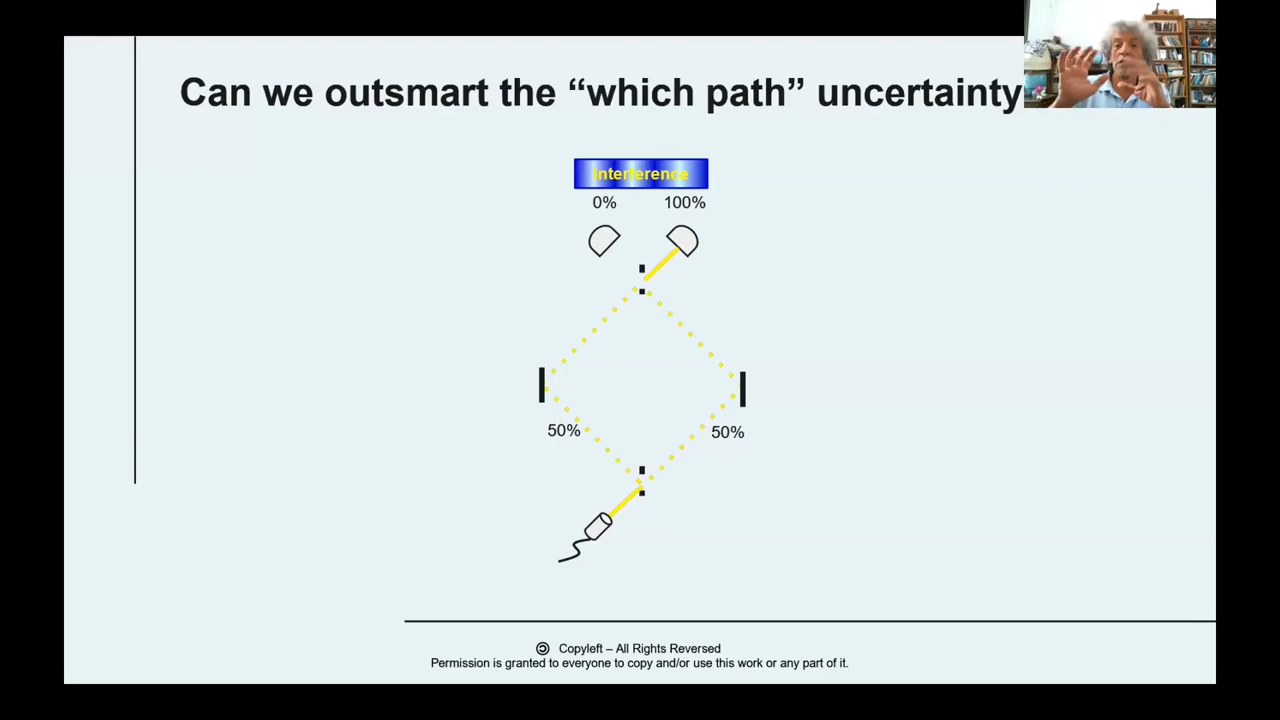 Can we outsmart the “which path” uncertainty
Interference
0% 100%
50% 50%
Copyleft – All Rights Reversed
Permission is granted to everyone to copy and/or use this work or any part of it.